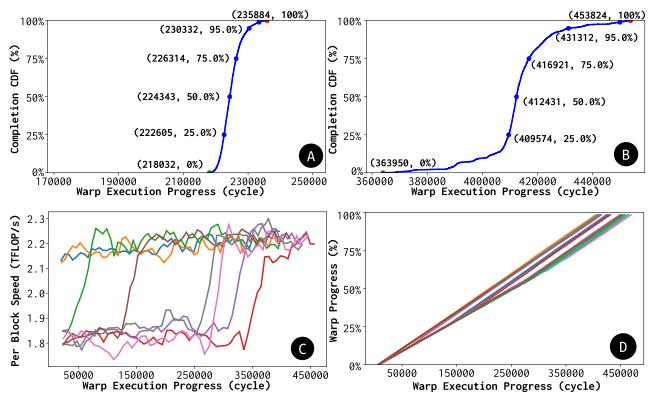 100%
75%
50%
25%
0%
Completion CDF (%)
(235884, 100%)
(230332, 95.0%)
(226314, 75.0%)
(224343, 50.0%)
(222605, 25.0%)
(218032, 0%)
A
170000 190000 210000 230000 250000
Warp Execution Progress (cycle)
100%
75%
50%
25%
0%
Completion CDF (%)
(453824, 100%)
(431312, 95.0%)
(416921, 75.0%)
(412431, 50.0%)
(409574, 25.0%)
(363950, 0%)
B
360000 400000 420000 440000
Warp Execution Progress (cycle)
2.3
2.2
2.1
2.0
1.9
1.8
Per Block Speed (TFLOP/s)
C
50000 150000 250000 350000 450000
Warp Execution Progress (cycle)
100%
75%
50%
25%
0%
Warp Progress (%)
D
50000 150000 250000 350000 450000
Warp Execution Progress (cycle)